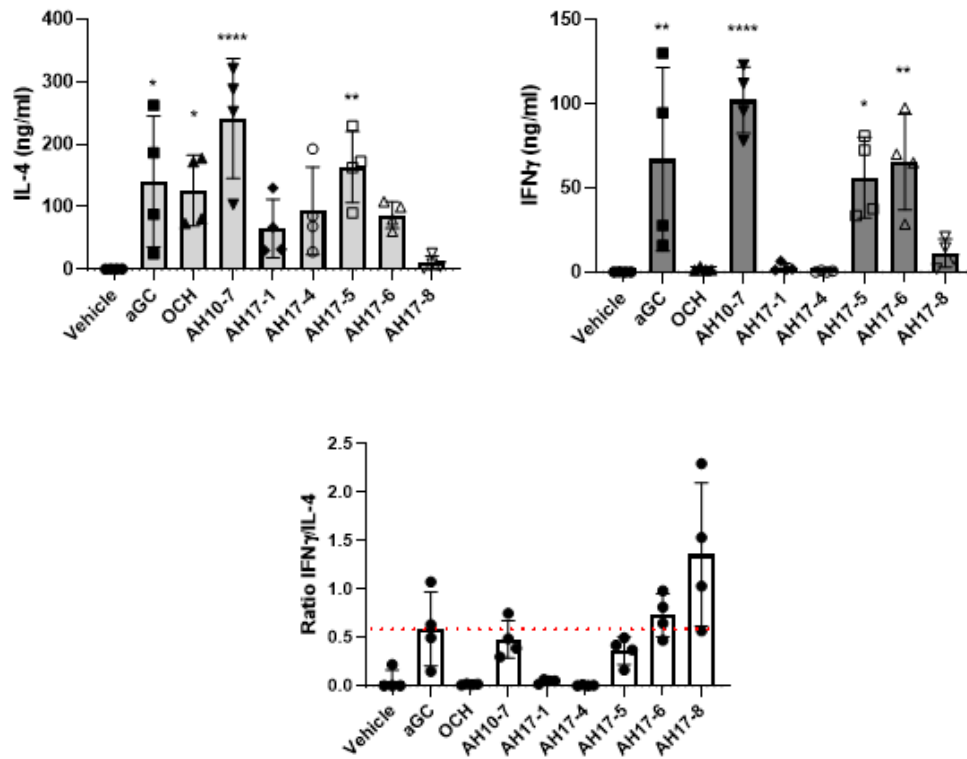 IL-4 (ng/ml)
400
300
200
100
0
*
*
****
**
Vehicle
aGC
OCH
AH10-7
AH17-1
AH17-4
AH17-5
AH17-6
AH17-8
IFNγ (ng/ml)
150
100
50
0
**
****
*
**
Vehicle
aGC
OCH
AH10-7
AH17-1
AH17-4
AH17-5
AH17-6
AH17-8
Ratio IFNγ/IL-4
2.5
2.0
1.5
1.0
0.5
0.0
Vehicle
aGC
OCH
AH10-7
AH17-1
AH17-4
AH17-5
AH17-6
AH17-8